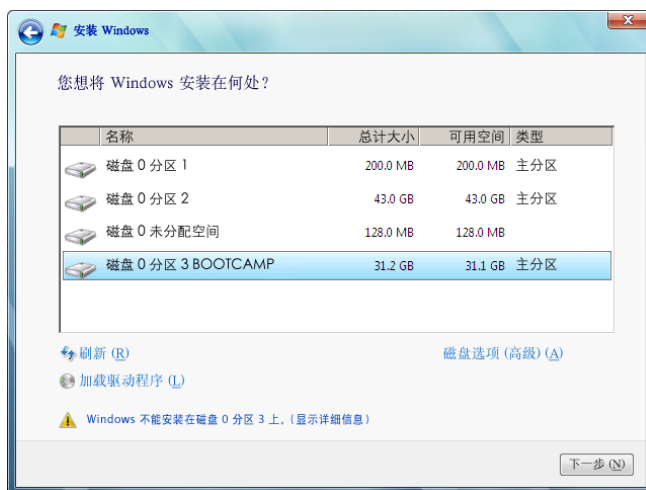 安装 Windows
您想将 Windows 安装在何处？
名称 总计大小 可用空间 类型
磁盘 0 分区 1 200.0 MB 200.0 MB 主分区
磁盘 0 分区 2 43.0 GB 43.0 GB 主分区
磁盘 0 未分配空间 128.0 MB 128.0 MB
磁盘 0 分区 3 BOOTCAMP 31.2 GB 31.1 GB 主分区
刷新 (R) 磁盘选项 (高级) (A)
加载驱动程序 (L)
Windows 不能安装在磁盘 0 分区 3 上。(显示详细信息)
下一步 (N)